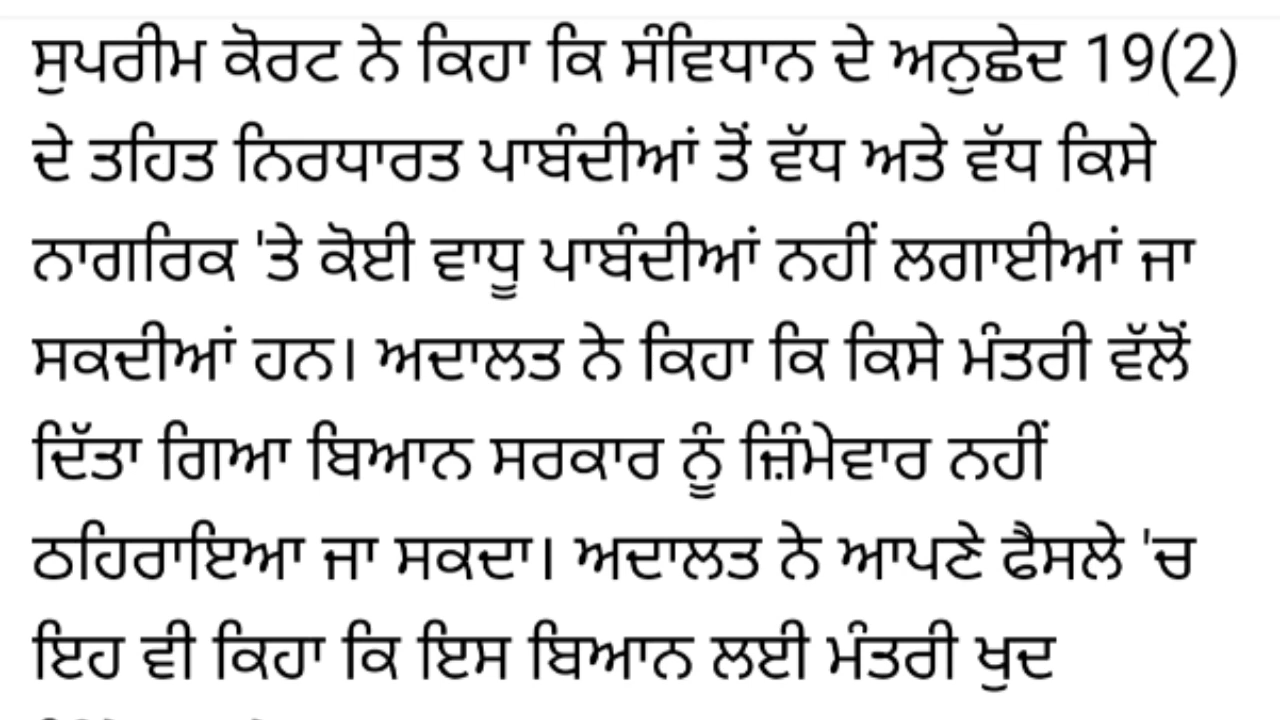 ਸੁਪਰੀਮ ਕੋਰਟ ਨੇ ਕਿਹਾ ਕਿ ਸੰਵਿਧਾਨ ਦੇ ਅਨੁਛੇਦ 19(2)
ਦੇ ਤਹਿਤ ਨਿਰਧਾਰਤ ਪਾਬੰਦੀਆਂ ਤੋਂ ਵੱਧ ਅਤੇ ਵੱਧ ਕਿਸੇ
ਨਾਗਰਿਕ 'ਤੇ ਕੋਈ ਵਾਧੂ ਪਾਬੰਦੀਆਂ ਨਹੀਂ ਲਗਾਈਆਂ ਜਾ
ਸਕਦੀਆਂ ਹਨ। ਅਦਾਲਤ ਨੇ ਕਿਹਾ ਕਿ ਕਿਸੇ ਮੰਤਰੀ ਵੱਲੋਂ
ਦਿੱਤਾ ਗਿਆ ਬਿਆਨ ਸਰਕਾਰ ਨੂੰ ਜ਼ਿੰਮੇਵਾਰ ਨਹੀਂ
ਠਹਿਰਾਇਆ ਜਾ ਸਕਦਾ। ਅਦਾਲਤ ਨੇ ਆਪਣੇ ਫੈਸਲੇ 'ਚ
ਇਹ ਵੀ ਕਿਹਾ ਕਿ ਇਸ ਬਿਆਨ ਲਈ ਮੰਤਰੀ ਖੁਦ